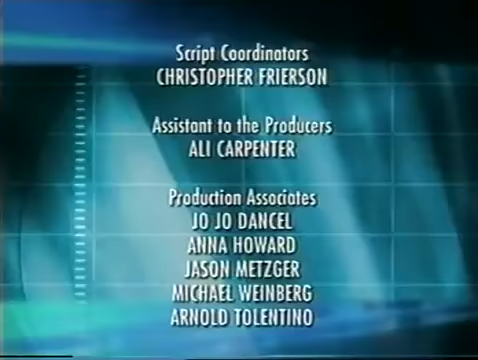 Script Coordinators
CHRISTOPHER FRIERSON
Assistant to the Producers
ALI CARPENTER
Production Associates
JO JO DANCEL
ANNA HOWARD
JASON METZGER
MICHAEL WEINBERG
ARNOLD TOLENTINO